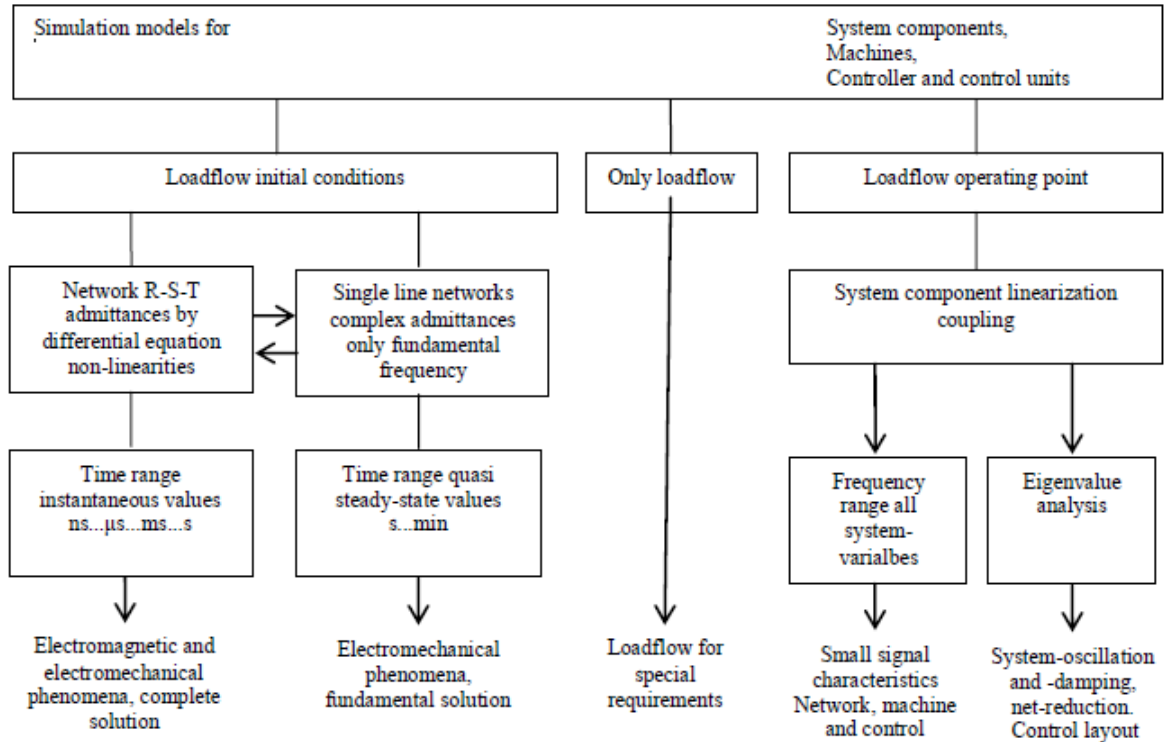 Simulation models for
System components,
Machines,
Controller and control units
Loadflow initial conditions
Only loadflow
Loadflow operating point
Network R-S-T
admittances by
differential equation
non-linearities
Single line networks
complex admittances
only fundamental
frequency
System component linearization
coupling
Time range
instantaneous values
ns...µs...ms...s
Time range quasi
steady-state values
s...min
Frequency
range all
system-
varialbes
Eigenvalue
analysis
Electromagnetic and
electromechanical
phenomena, complete
solution
Electromechanical
phenomena,
fundamental solution
Loadflow for
special
requirements
Small signal
characteristics
Network, machine
and control
System-oscillation
and -damping,
net-reduction.
Control layout